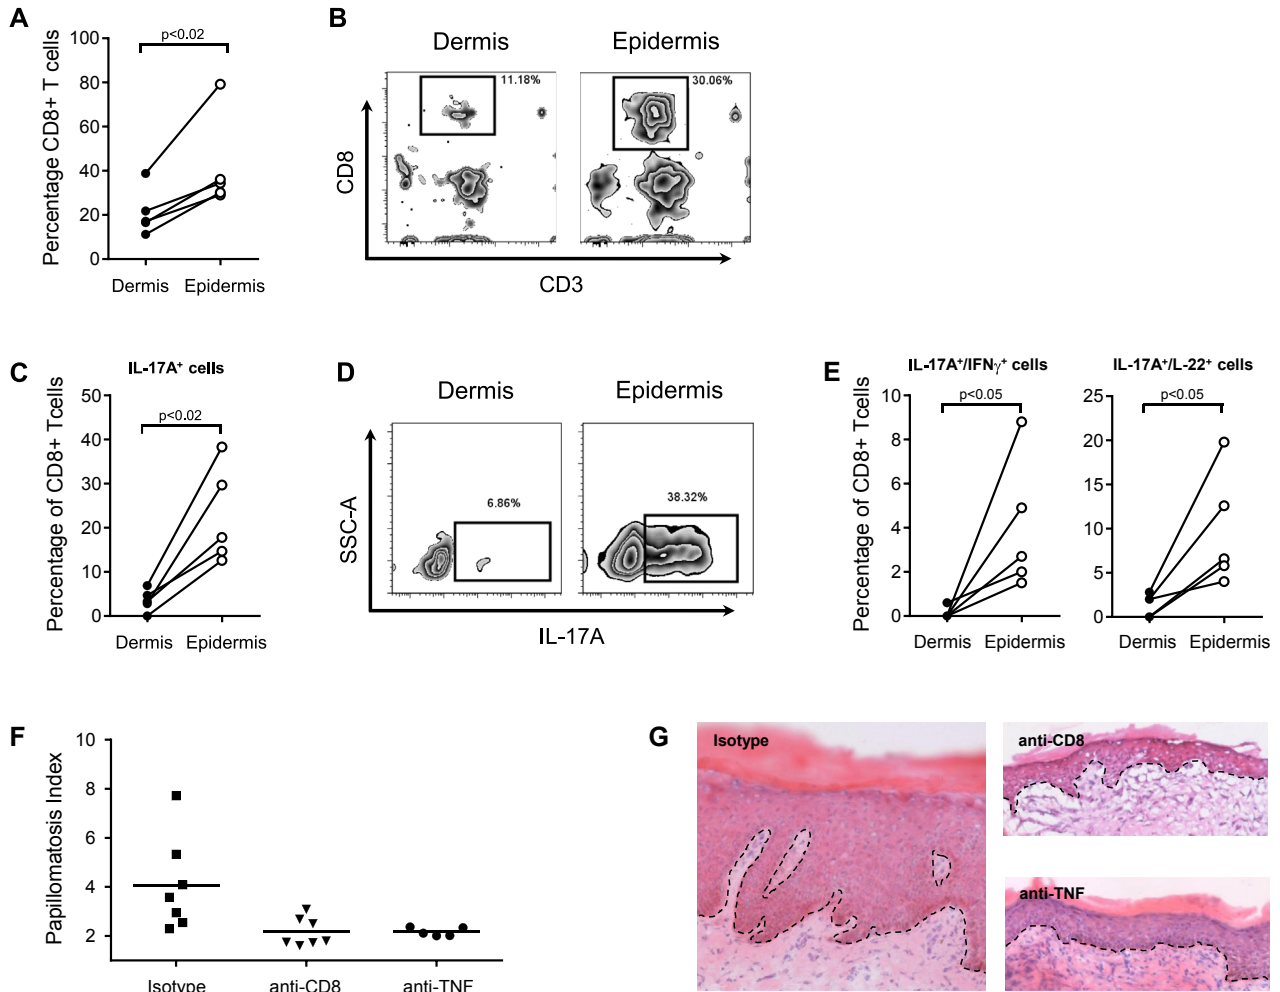 A
Percentage CD8+ T cells
100
80
60
40
20
0
p<0.02
Dermis Epidermis
B
Dermis Epidermis
11.18%
30.06%
CD8
CD3
C
IL-17A+ cells
Percentage of CD8+ Tcells
50
40
30
20
10
0
p<0.02
Dermis Epidermis
D
Dermis Epidermis
6.86%
38.32%
SSC-A
IL-17A
E
IL-17A+/IFNγ+ cells
Percentage of CD8+ Tcells
10
8
6
4
2
0
p<0.05
Dermis Epidermis
IL-17A+/L-22+ cells
25
20
15
10
5
0
p<0.05
Dermis Epidermis
F
Papillomatosis Index
10
8
6
4
2
Isotype anti-CD8 anti-TNF
G
Isotype
anti-CD8
anti-TNF